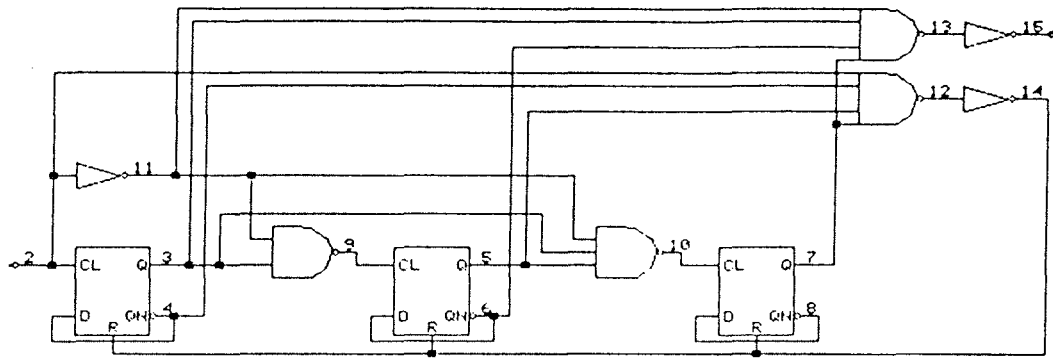 13 15
12 14
11
2 CL Q 3 9 CL Q 5 10 CL Q 7
D QN 4 D QN 6 D QN 8
R R R